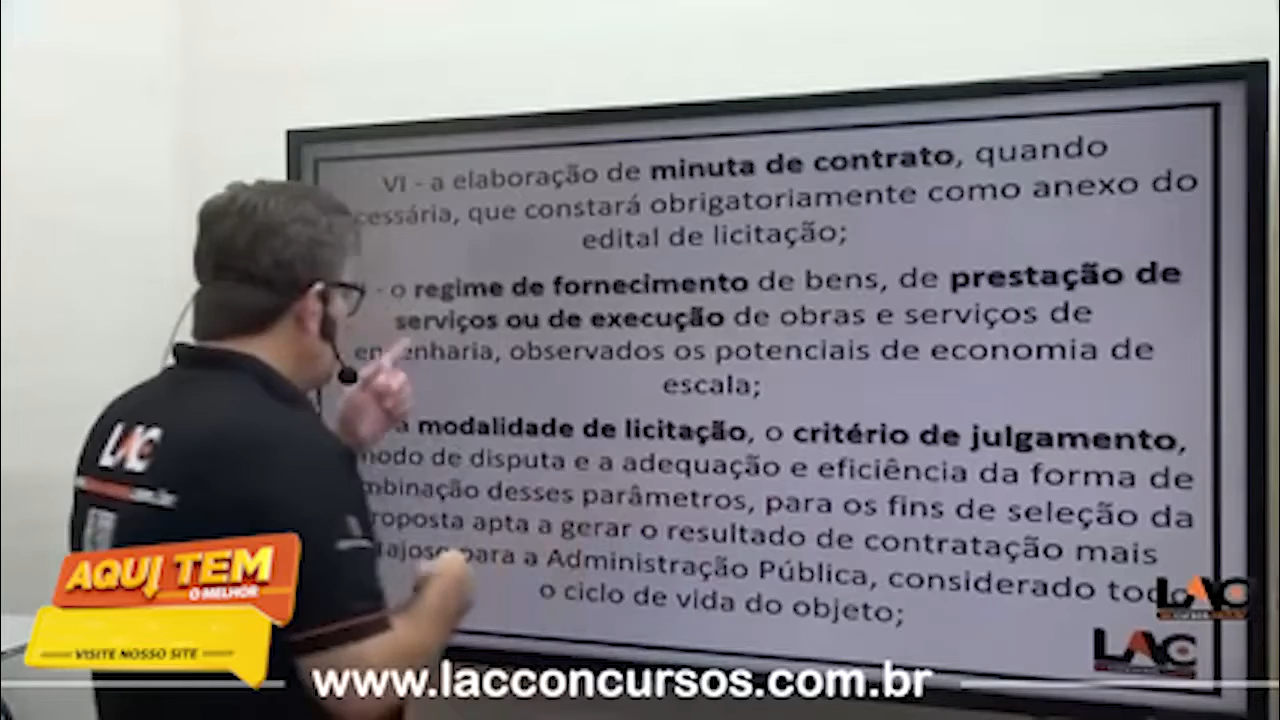 VI - a elaboração de minuta de contrato, quando
cessária, que constará obrigatoriamente como anexo do
edital de licitação;
- o regime de fornecimento de bens, de prestação de
serviços ou de execução de obras e serviços de
engenharia, observados os potenciais de economia de
escala;
a modalidade de licitação, o critério de julgamento,
modo de disputa e a adequação e eficiência da forma de
mbinação desses parâmetros, para os fins de seleção da
roposta apta a gerar o resultado de contratação mais
ajoso para a Administração Pública, considerado todo
o ciclo de vida do objeto;
LAC
LAC
LAC
AQUI TEM
O MELHOR
VISITE NOSSO SITE
www.lacconcursos.com.br